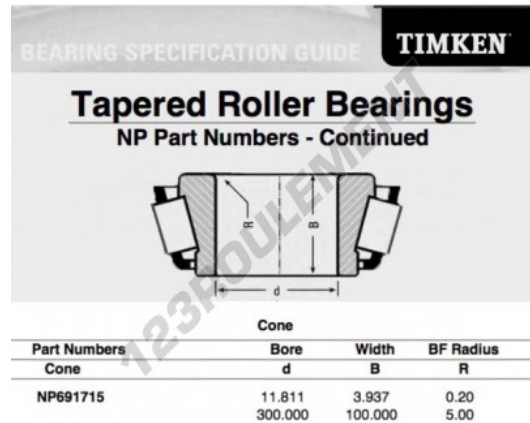 BEARING SPECIFICATION GUIDE
TIMKEN
Tapered Roller Bearings
NP Part Numbers - Continued
R
B
d
123ROULEMENT
Cone
Part Numbers Bore Width BF Radius
Cone d B R
NP691715 11.811 3.937 0.20
300.000 100.000 5.00